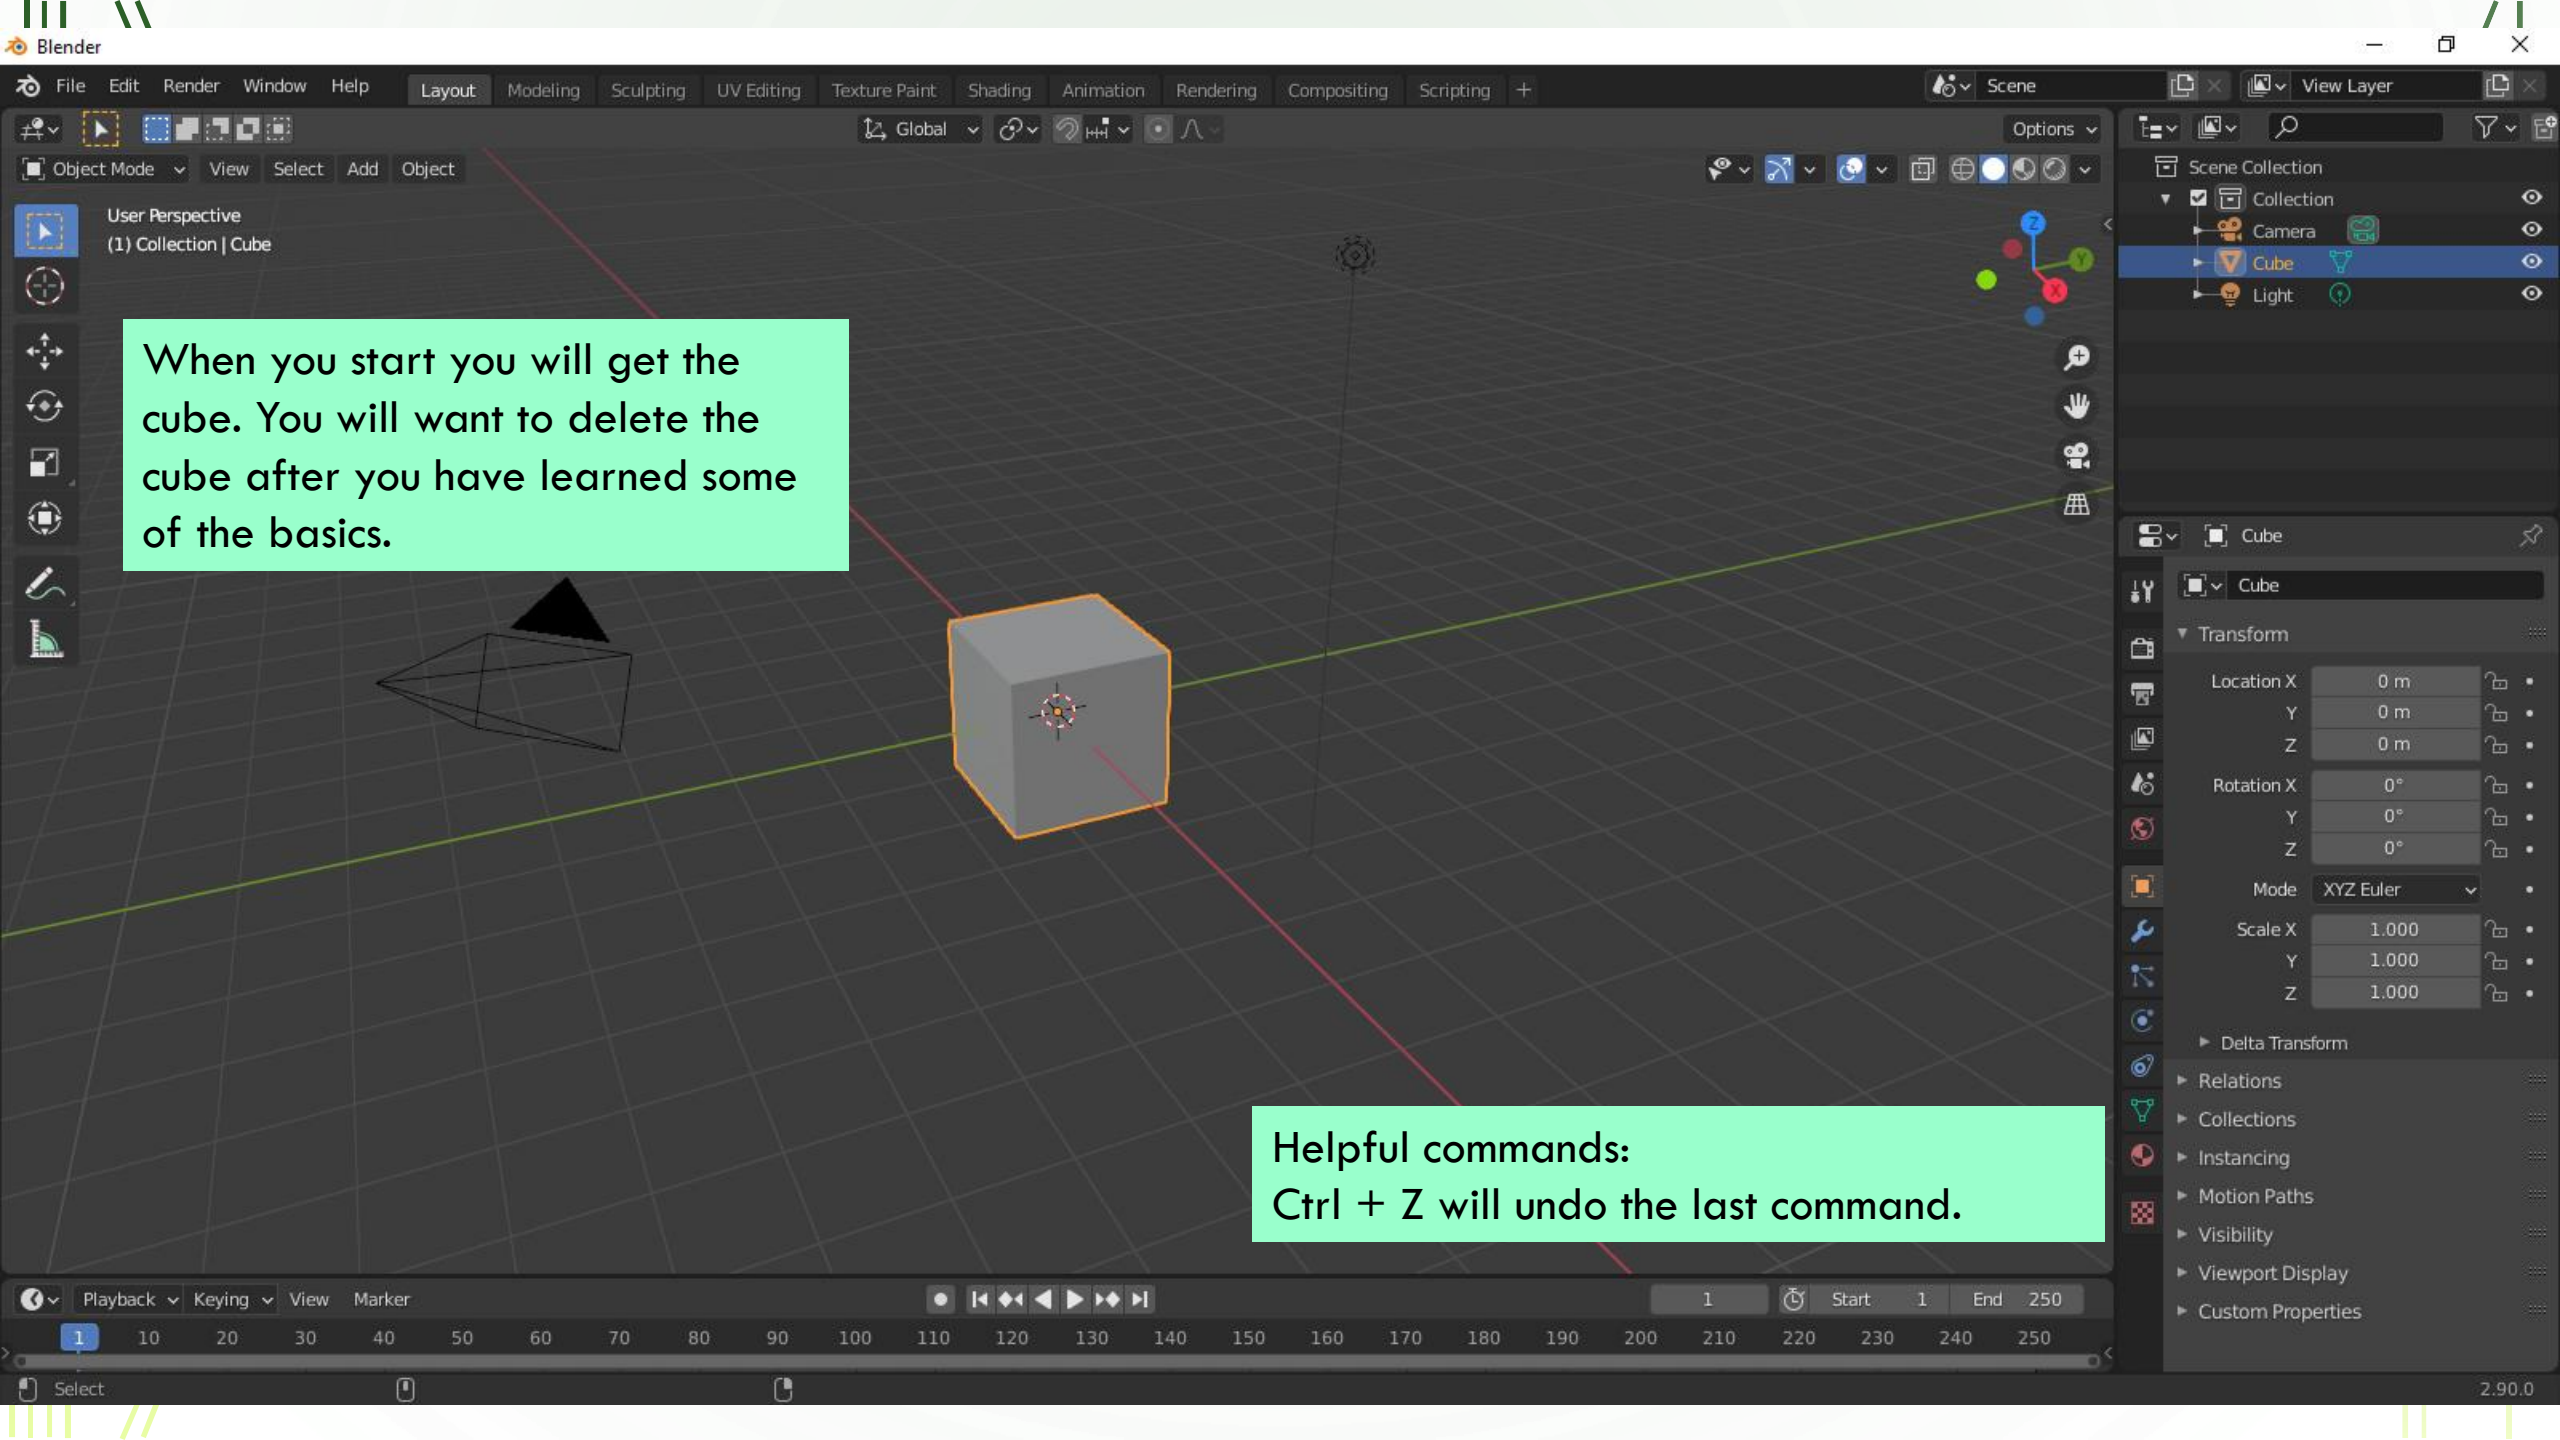 Blender
File Edit Render Window Help Layout Modeling Sculpting UV Editing Texture Paint Shading Animation Rendering Compositing Scripting + Scene View Layer
Global Options
Object Mode View Select Add Object
User Perspective
(1) Collection | Cube
Z
Y
X
When you start you will get the
cube. You will want to delete the
cube after you have learned some
of the basics.
Helpful commands:
Ctrl + Z will undo the last command.
Scene Collection
Collection
Camera
Cube
Light
Cube
Cube
Transform
Location X 0 m
Y 0 m
Z 0 m
Rotation X 0°
Y 0°
Z 0°
Mode XYZ Euler
Scale X 1.000
Y 1.000
Z 1.000
Delta Transform
Relations
Collections
Instancing
Motion Paths
Visibility
Viewport Display
Custom Properties
Playback Keying View Marker 1 Start 1 End 250
1 10 20 30 40 50 60 70 80 90 100 110 120 130 140 150 160 170 180 190 200 210 220 230 240 250
Select 2.90.0